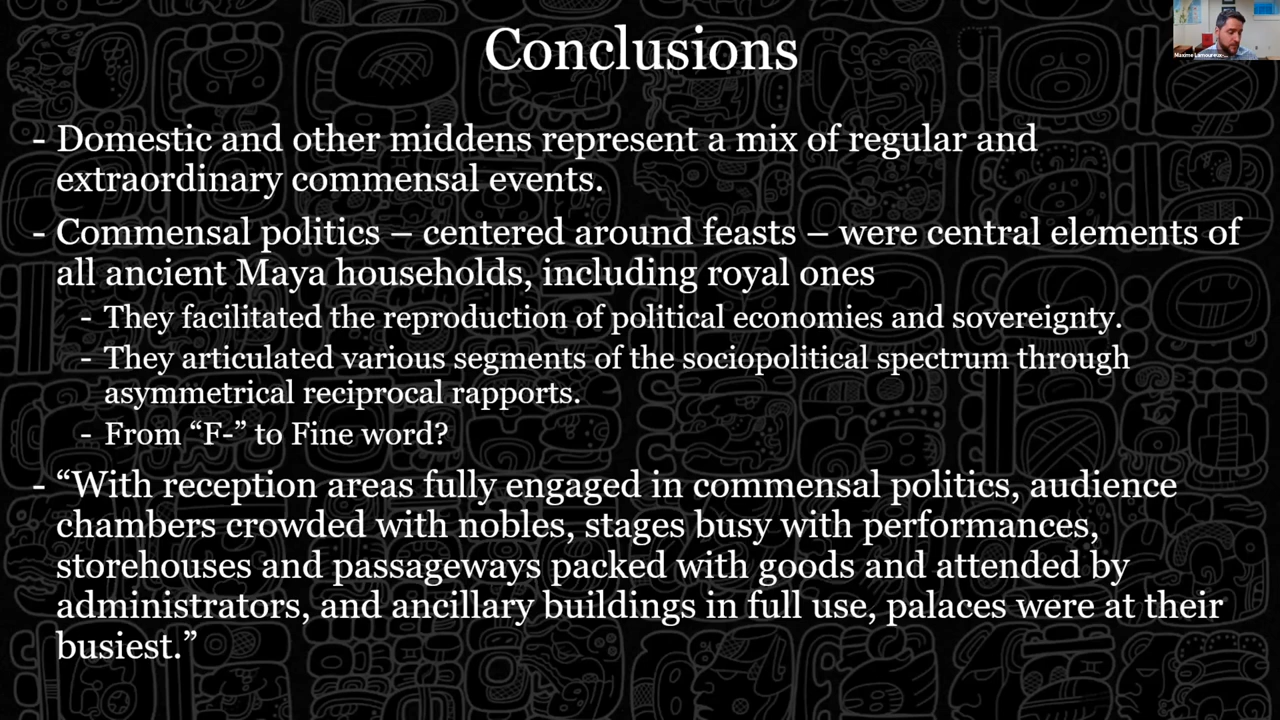 Conclusions
Maxime Lamoureux-...
- Domestic and other middens represent a mix of regular and
extraordinary commensal events.
- Commensal politics – centered around feasts – were central elements of
all ancient Maya households, including royal ones
- They facilitated the reproduction of political economies and sovereignty.
- They articulated various segments of the sociopolitical spectrum through
asymmetrical reciprocal rapports.
- From “F-” to Fine word?
- “With reception areas fully engaged in commensal politics, audience
chambers crowded with nobles, stages busy with performances,
storehouses and passageways packed with goods and attended by
administrators, and ancillary buildings in full use, palaces were at their
busiest.”